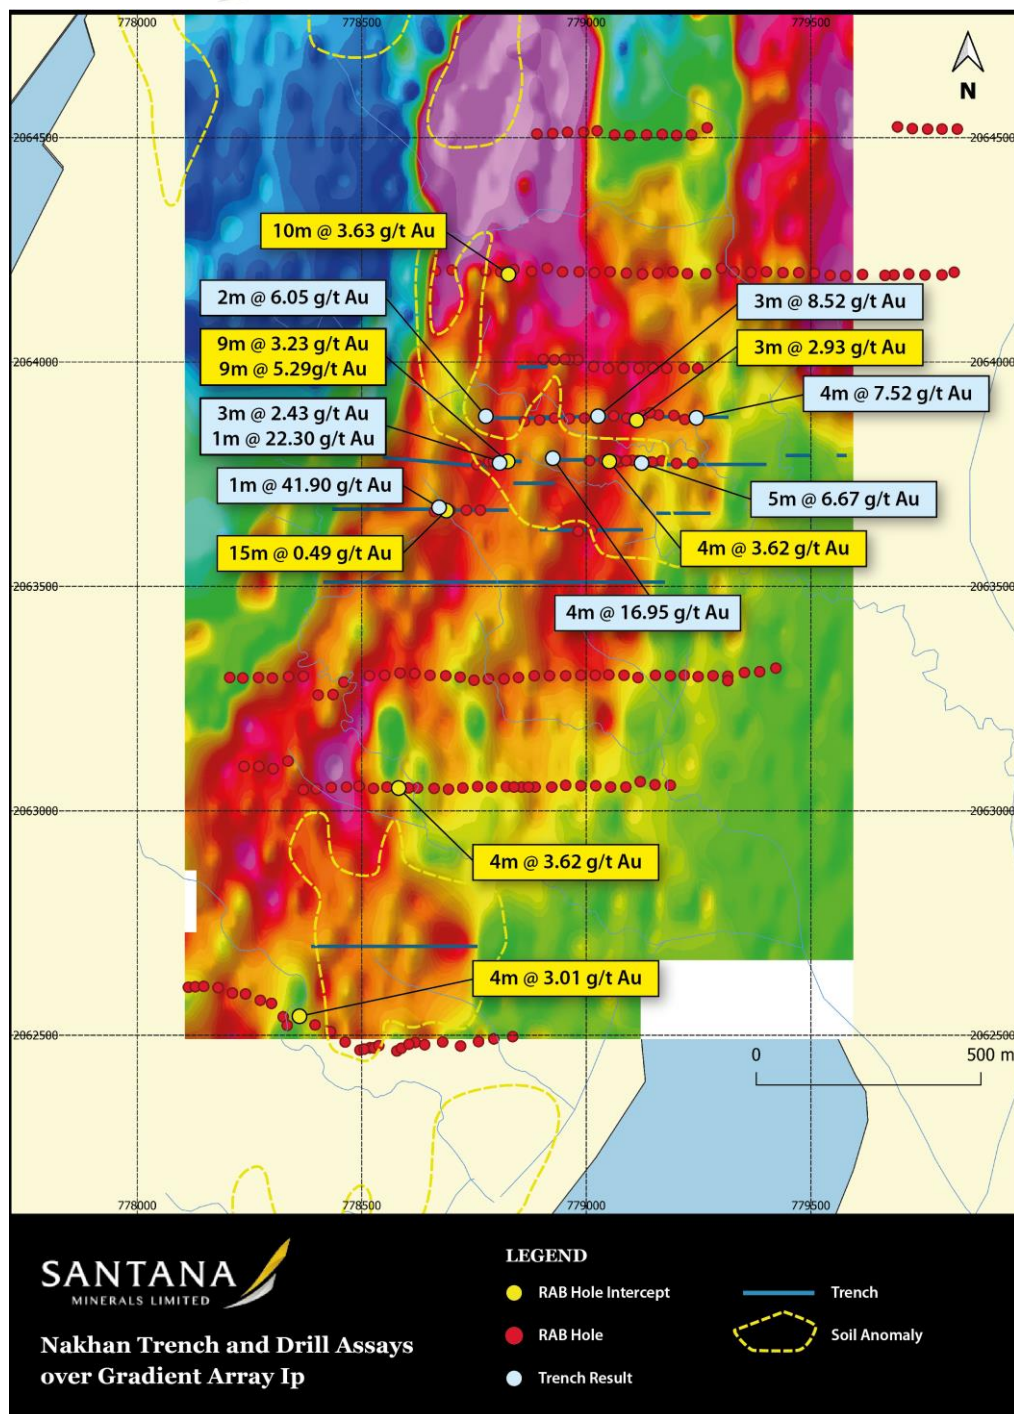 778000 778500 779000 779500
N
2064500 2064500
10m @ 3.63 g/t Au
2m @ 6.05 g/t Au
3m @ 8.52 g/t Au
9m @ 3.23 g/t Au
9m @ 5.29g/t Au
3m @ 2.93 g/t Au
2064000 2064000
4m @ 7.52 g/t Au
3m @ 2.43 g/t Au
1m @ 22.30 g/t Au
1m @ 41.90 g/t Au
5m @ 6.67 g/t Au
15m @ 0.49 g/t Au
4m @ 3.62 g/t Au
2063500 2063500
4m @ 16.95 g/t Au
2063000 2063000
4m @ 3.62 g/t Au
4m @ 3.01 g/t Au
2062500 2062500
0 500 m
778000 778500 779000 779500
SANTANA
MINERALS LIMITED
Nakhan Trench and Drill Assays
over Gradient Array Ip
LEGEND
RAB Hole Intercept
RAB Hole
Trench Result
Trench
Soil Anomaly